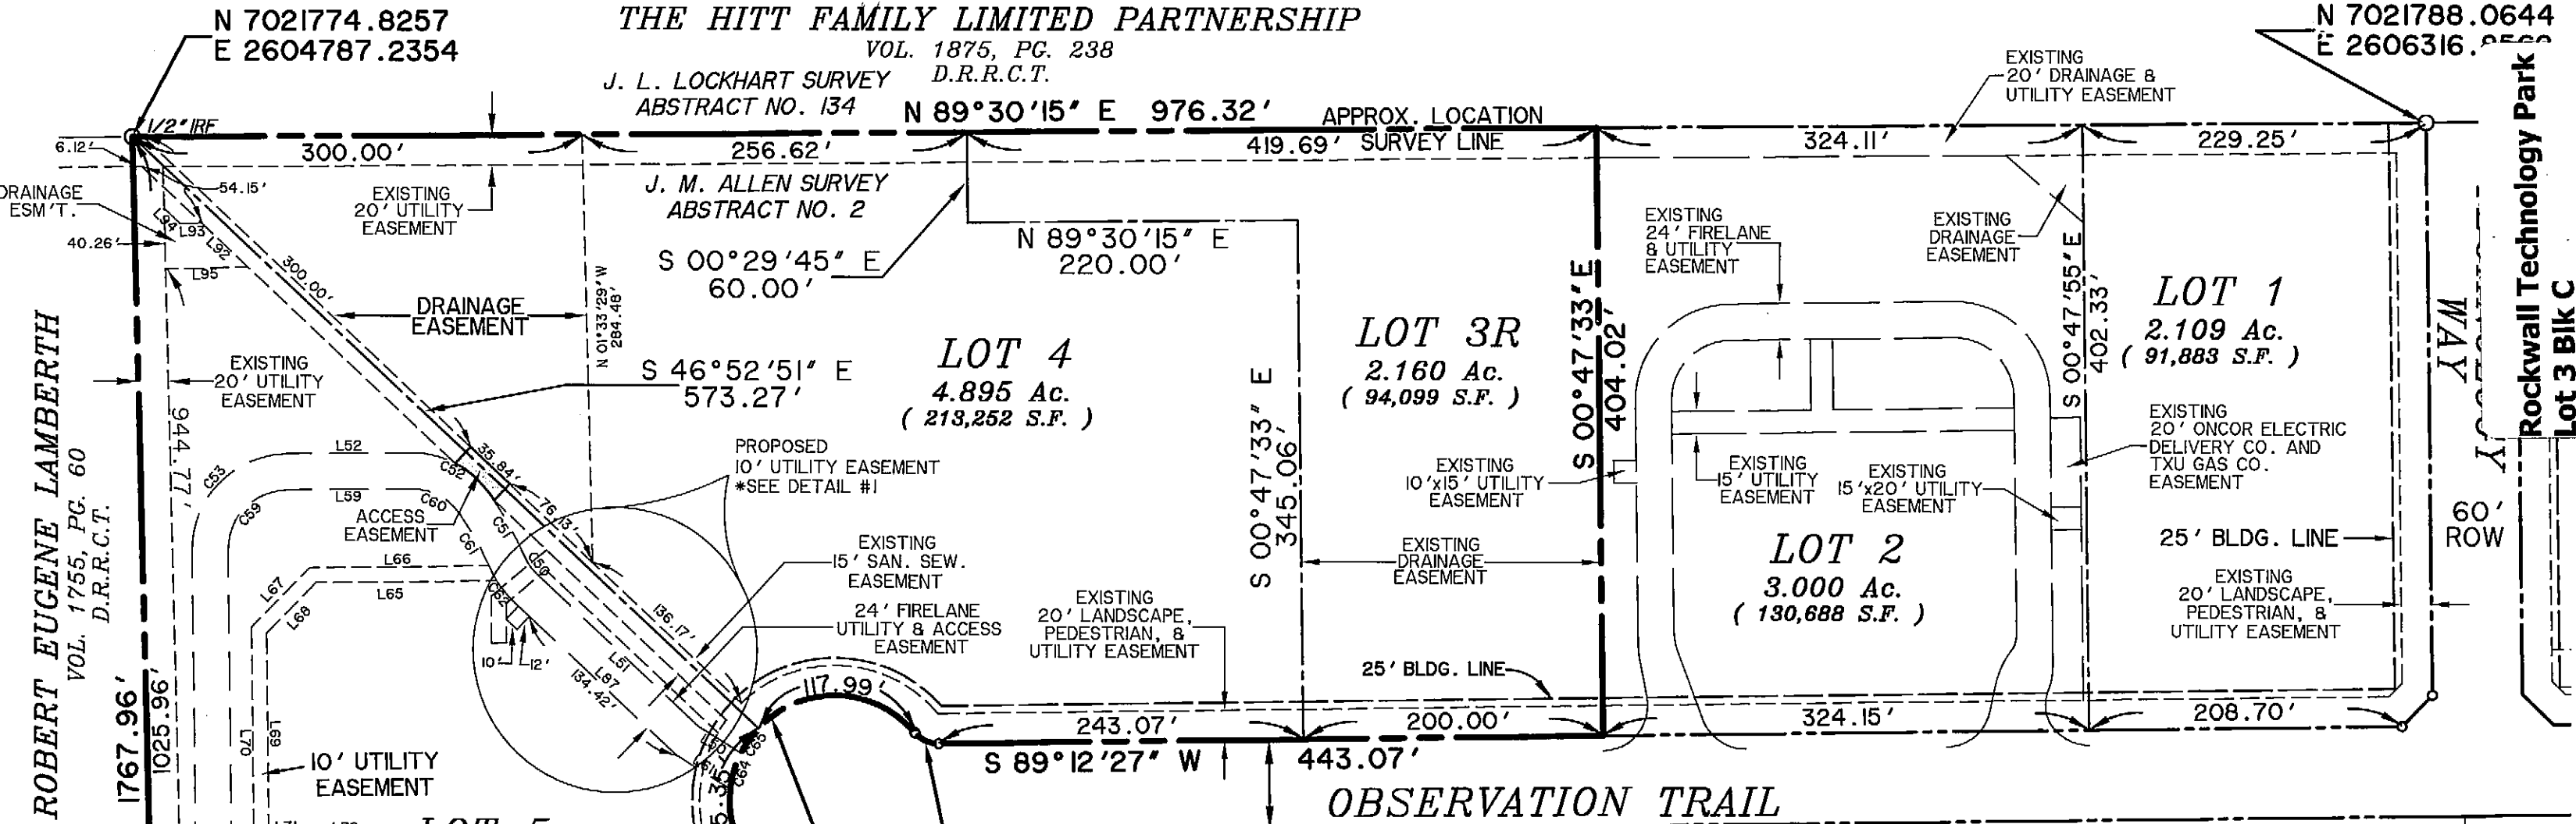 N 7021774.8257
E 2604787.2354
THE HITT FAMILY LIMITED PARTNERSHIP
VOL. 1875, PG. 238
D.R.R.C.T.
J. L. LOCKHART SURVEY
ABSTRACT NO. 134
N 89°30'15" E 976.32'
APPROX. LOCATION
SURVEY LINE
EXISTING
20' DRAINAGE &
UTILITY EASEMENT
N 7021788.0644
E 2606316.
Rockwall Technology Park
Lot 3 Blk C
1/2" IRF
6.12'
300.00'
256.62'
419.69'
324.11'
229.25'
DRAINAGE
ESM'T.
54.15'
L94
L93
L92
40.26'
L95
EXISTING
20' UTILITY
EASEMENT
J. M. ALLEN SURVEY
ABSTRACT NO. 2
S 00°29'45" E
60.00'
N 89°30'15" E
220.00'
EXISTING
24' FIRELANE
& UTILITY
EASEMENT
EXISTING
DRAINAGE
EASEMENT
S 00°47'55" E
402.33'
LOT 1
2.109 Ac.
( 91,883 S.F. )
WAY
300.00'
DRAINAGE
EASEMENT
N 01°33'29" W
284.48'
S 46°52'51" E
573.27'
LOT 4
4.895 Ac.
( 213,252 S.F. )
LOT 3R
2.160 Ac.
( 94,099 S.F. )
S 00°47'33" E
404.02'
S 00°47'33" E
345.06'
ROBERT EUGENE LAMBERTH
VOL. 1755, PG. 60
D.R.R.C.T.
EXISTING
20' UTILITY
EASEMENT
944.77'
L52
C53
C52
35.84'
L59
C59
C60
ACCESS
EASEMENT
C51
C61
76.13'
PROPOSED
10' UTILITY EASEMENT
*SEE DETAIL #1
EXISTING
10'x15' UTILITY
EASEMENT
EXISTING
15' UTILITY
EASEMENT
EXISTING
15'x20' UTILITY
EASEMENT
EXISTING
20' ONCOR ELECTRIC
DELIVERY CO. AND
TXU GAS CO.
EASEMENT
60'
ROW
25' BLDG. LINE
L66
L65
L67
L68
C50
C62
EXISTING
15' SAN. SEW.
EASEMENT
136.17'
24' FIRELANE
UTILITY & ACCESS
EASEMENT
EXISTING
20' LANDSCAPE,
PEDESTRIAN, &
UTILITY EASEMENT
EXISTING
DRAINAGE
EASEMENT
LOT 2
3.000 Ac.
( 130,688 S.F. )
EXISTING
20' LANDSCAPE,
PEDESTRIAN, &
UTILITY EASEMENT
10'
12'
L51
L87
134.42'
117.99'
25' BLDG. LINE
243.07'
200.00'
324.15'
208.70'
S 89°12'27" W 443.07'
1767.96'
1025.96'
L69
L70
10' UTILITY
EASEMENT
L50
C65
C64
OBSERVATION TRAIL
LOT 5